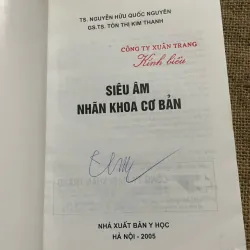 TS. NGUYỄN HỮU QUỐC NGUYÊN
GS.TS. TÔN THỊ KIM THANH
CÔNG TY XUÂN TRANG
Kính biếu
SIÊU ÂM
NHÃN KHOA CƠ BẢN
NHÀ XUẤT BẢN Y HỌC
HÀ NỘI - 2005